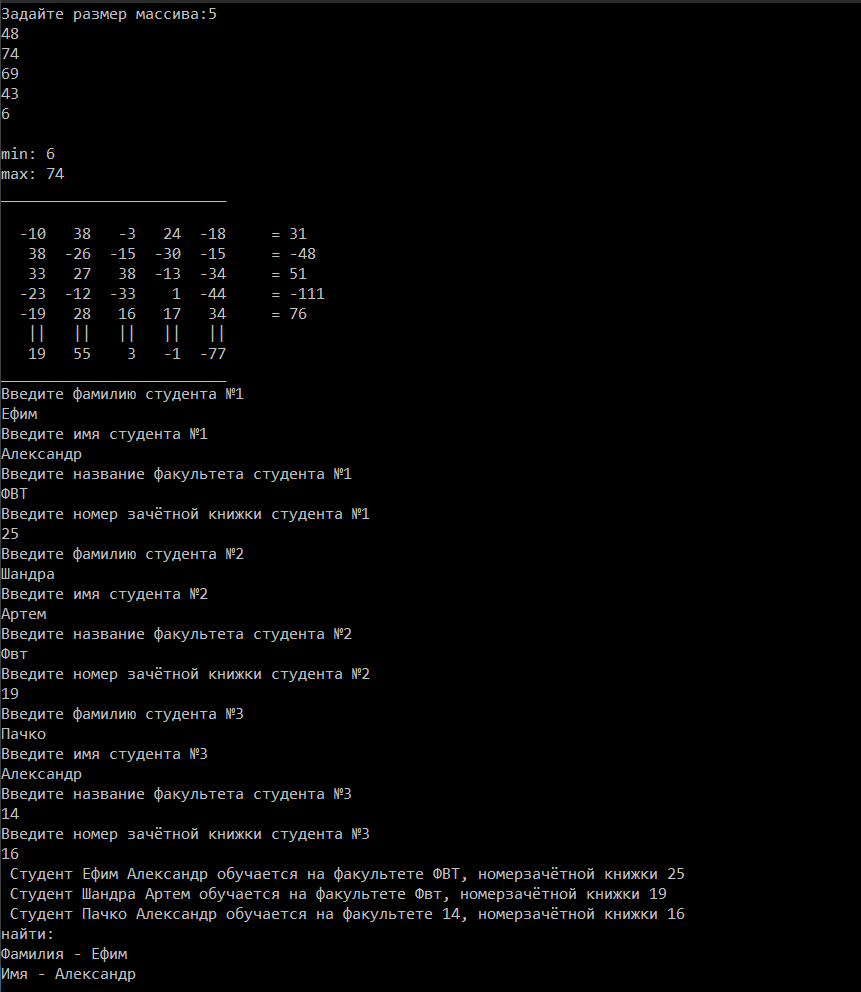 Задайте размер массива:5
48
74
69
43
6

min: 6
max: 74
_________________________

  -10   38   -3   24  -18     = 31
   38  -26  -15  -30  -15     = -48
   33   27   38  -13  -34     = 51
  -23  -12  -33    1  -44     = -111
  -19   28   16   17   34     = 76
   ||   ||   ||   ||   ||
   19   55    3   -1  -77
_________________________
Введите фамилию студента №1
Ефим
Введите имя студента №1
Александр
Введите название факультета студента №1
ФВТ
Введите номер зачётной книжки студента №1
25
Введите фамилию студента №2
Шандра
Введите имя студента №2
Артем
Введите название факультета студента №2
Фвт
Введите номер зачётной книжки студента №2
19
Введите фамилию студента №3
Пачко
Введите имя студента №3
Александр
Введите название факультета студента №3
14
Введите номер зачётной книжки студента №3
16
 Студент Ефим Александр обучается на факультете ФВТ, номерзачётной книжки 25
 Студент Шандра Артем обучается на факультете Фвт, номерзачётной книжки 19
 Студент Пачко Александр обучается на факультете 14, номерзачётной книжки 16
найти:
Фамилия - Ефим
Имя - Александр